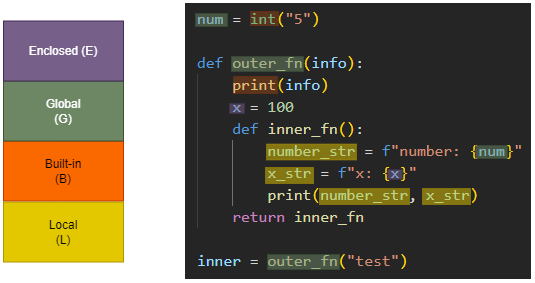 Enclosed (E)
Global
(G)
Built-in
(B)
Local
(L)
num = int("5")
def outer_fn(info):
    print(info)
    x = 100
    def inner_fn():
        number_str = f"number: {num}"
        x_str = f"x: {x}"
        print(number_str, x_str)
    return inner_fn
inner = outer_fn("test")